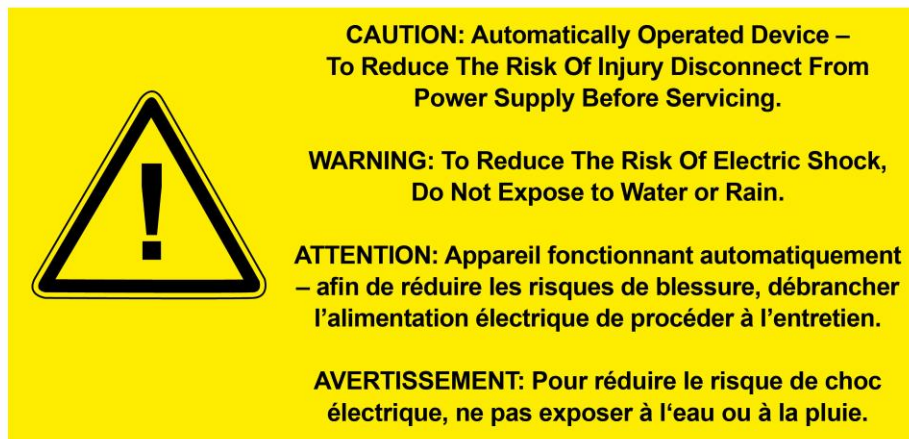 CAUTION: Automatically Operated Device –
To Reduce The Risk Of Injury Disconnect From
Power Supply Before Servicing.
WARNING: To Reduce The Risk Of Electric Shock,
Do Not Expose to Water or Rain.
ATTENTION: Appareil fonctionnant automatiquement
– afin de réduire les risques de blessure, débrancher
l’alimentation électrique de procéder à l’entretien.
AVERTISSEMENT: Pour réduire le risque de choc
électrique, ne pas exposer à l‘eau ou à la pluie.